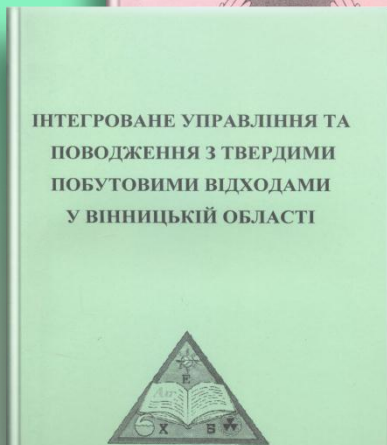 ІНТЕГРОВАНЕ УПРАВЛІННЯ ТА
ПОВОДЖЕННЯ З ТВЕРДИМИ
ПОБУТОВИМИ ВІДХОДАМИ
У ВІННИЦЬКІЙ ОБЛАСТІ
Е
Х Б